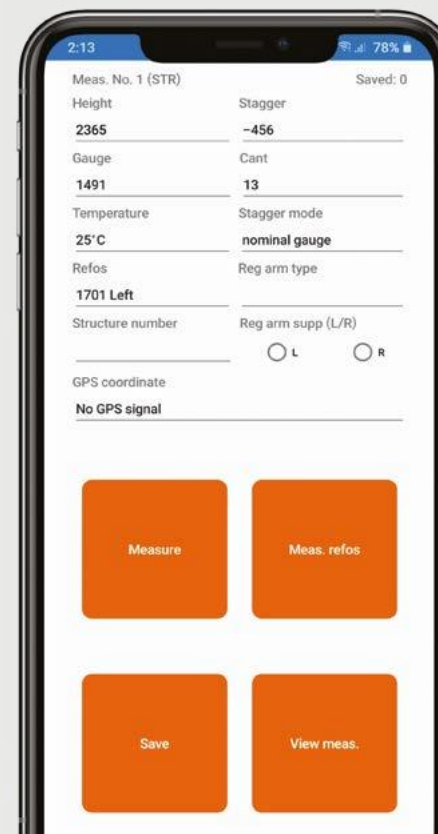 2:13 78%
Meas. No. 1 (STR) Saved: 0
Height Stagger
2365 −456
Gauge Cant
1491 13
Temperature Stagger mode
25°C nominal gauge
Refos Reg arm type
1701 Left
Structure number Reg arm supp (L/R)
L R
GPS coordinate
No GPS signal
Measure Meas. refos
Save View meas.